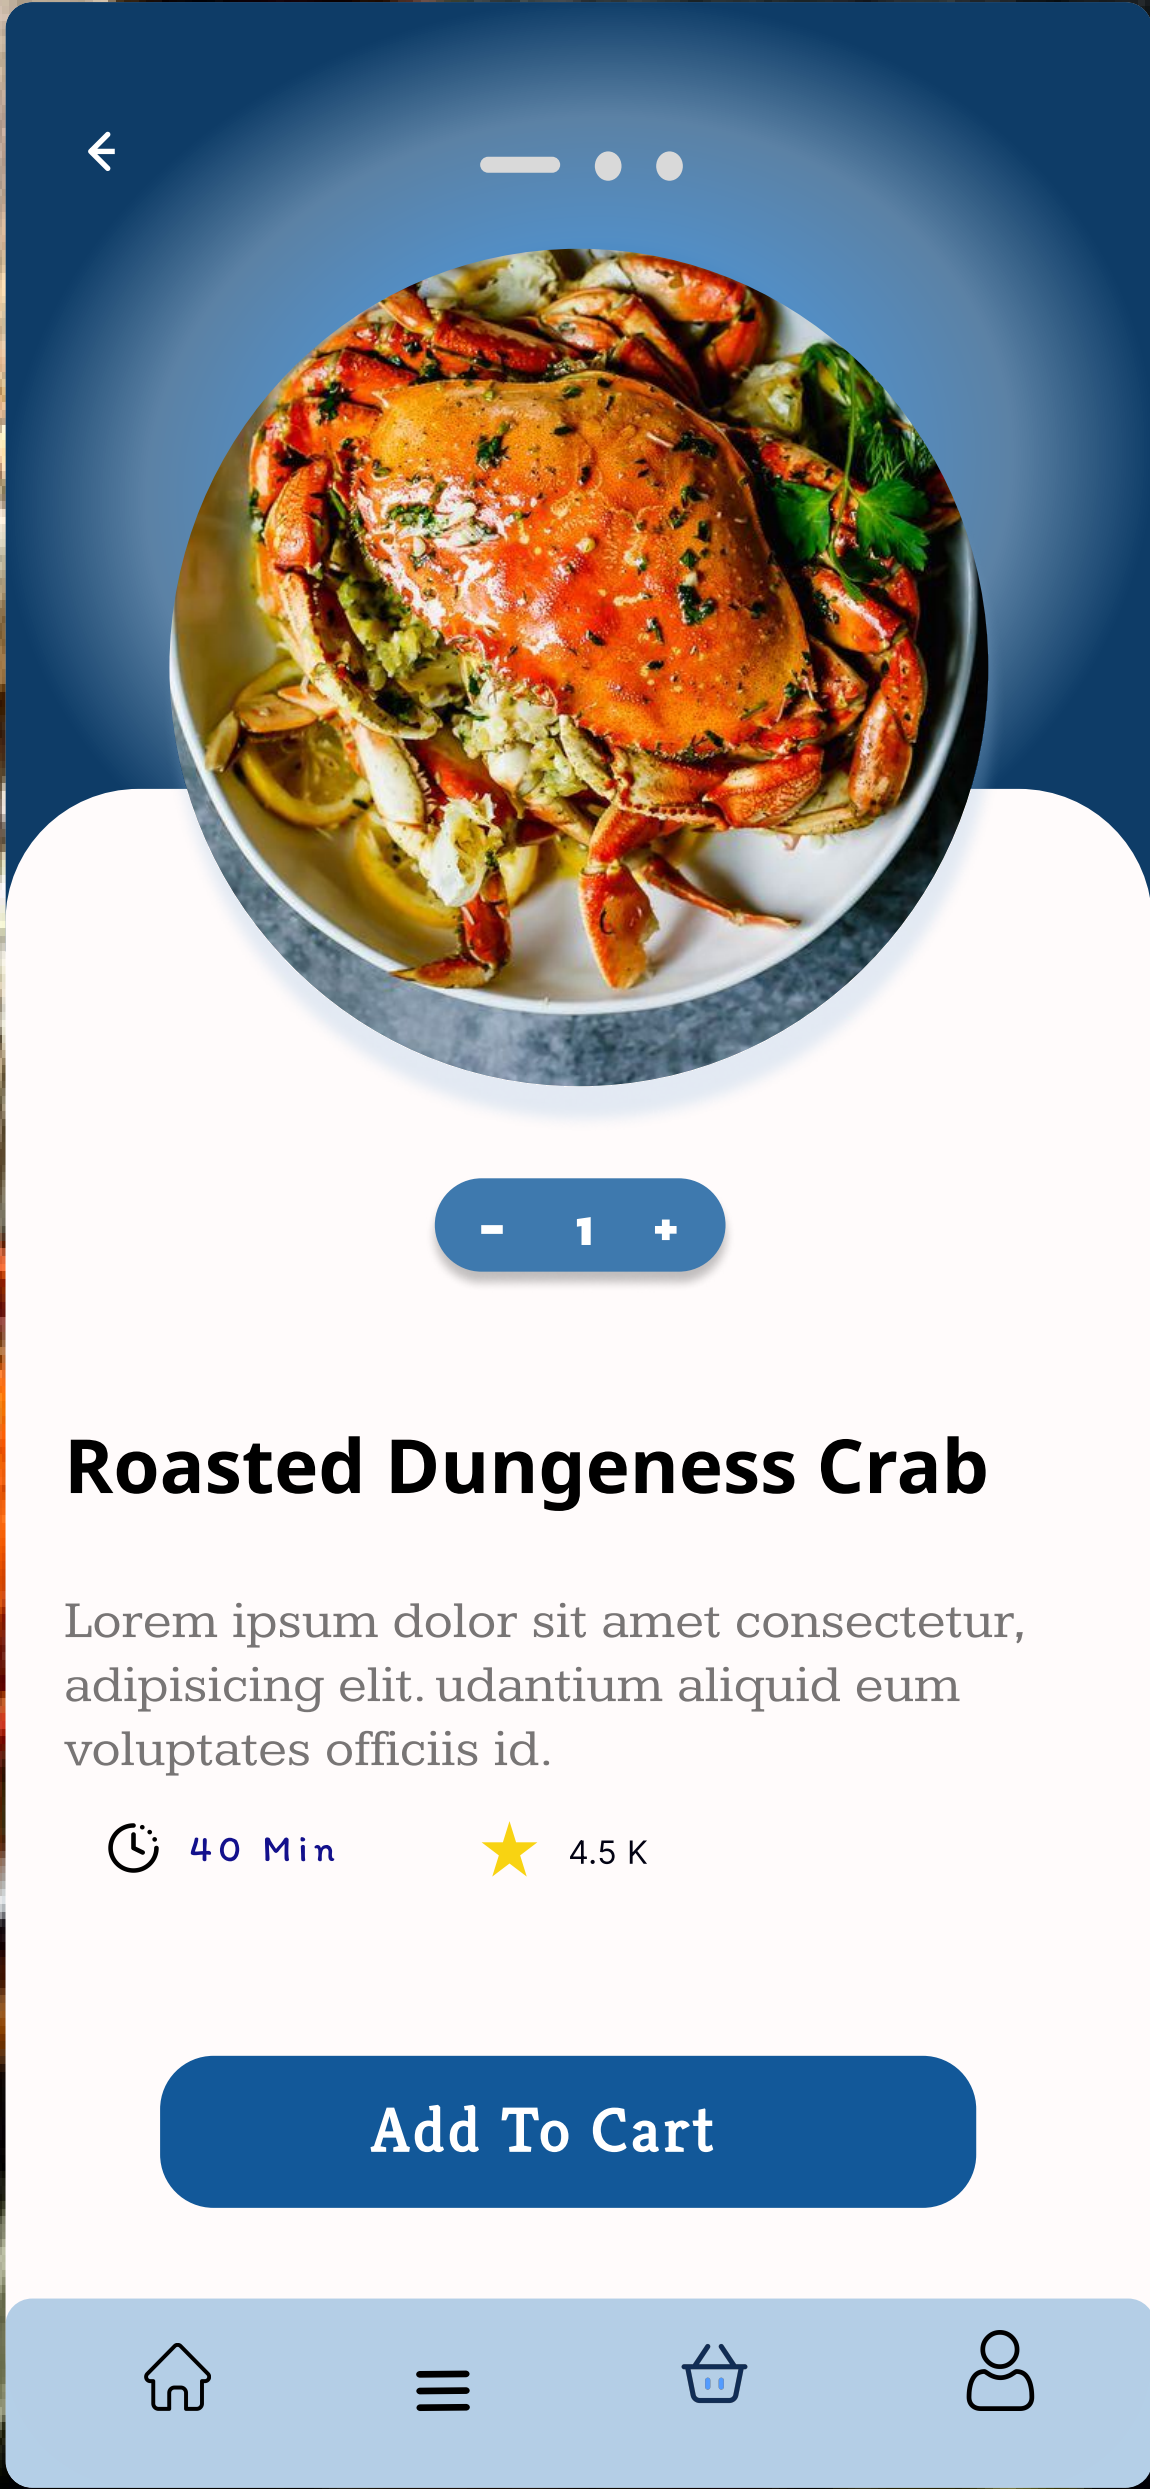 - 1 +
Roasted Dungeness Crab
Lorem ipsum dolor sit amet consectetur,
adipisicing elit. udantium aliquid eum
voluptates officiis id.
40 Min 4.5 K
Add To Cart